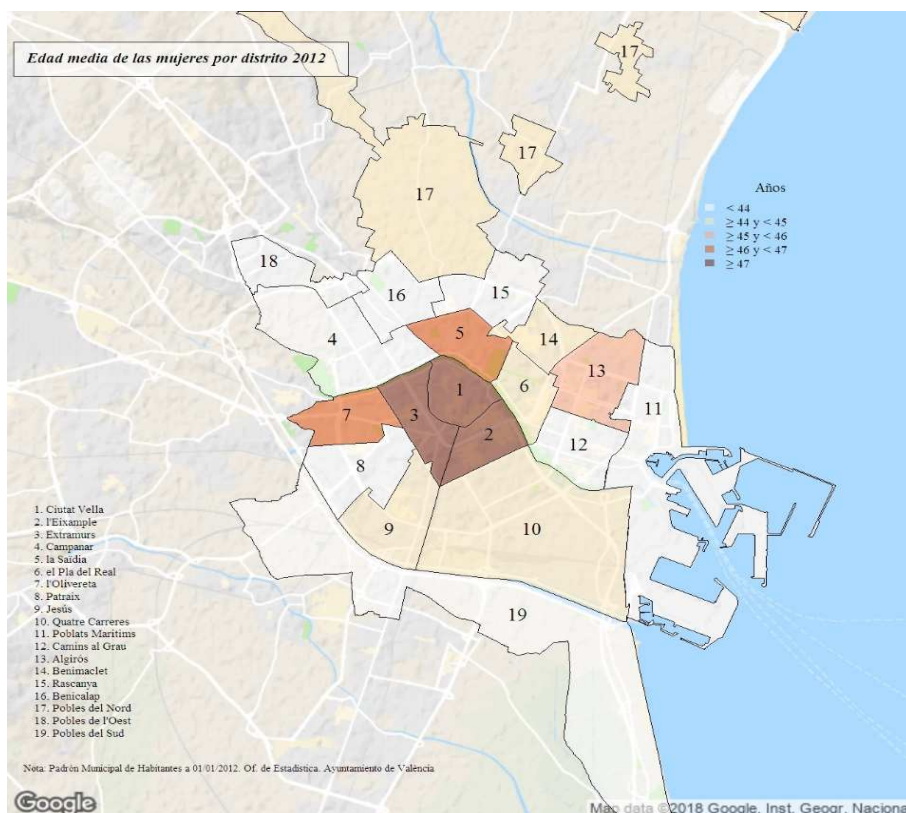 Edad media de las mujeres por distrito 2012
17
17
17
Años
< 44
≥ 44 y < 45
≥ 45 y < 46
≥ 46 y < 47
≥ 47
18
16
15
4
5
14
13
6
1
11
7
3
2
12
8
9
10
19
1. Ciutat Vella
2. l'Eixample
3. Extramurs
4. Campanar
5. la Saïdia
6. el Pla del Real
7. l'Olivereta
8. Patraix
9. Jesús
10. Quatre Carreres
11. Poblats Marítims
12. Camins al Grau
13. Algirós
14. Benimaclet
15. Rascanya
16. Benicalap
17. Pobles del Nord
18. Pobles de l'Oest
19. Pobles del Sud
Nota: Padrón Municipal de Habitantes a 01/01/2012. Of. de Estadística. Ayuntamiento de València
Google
Map data ©2018 Google, Inst. Geogr. Naciona